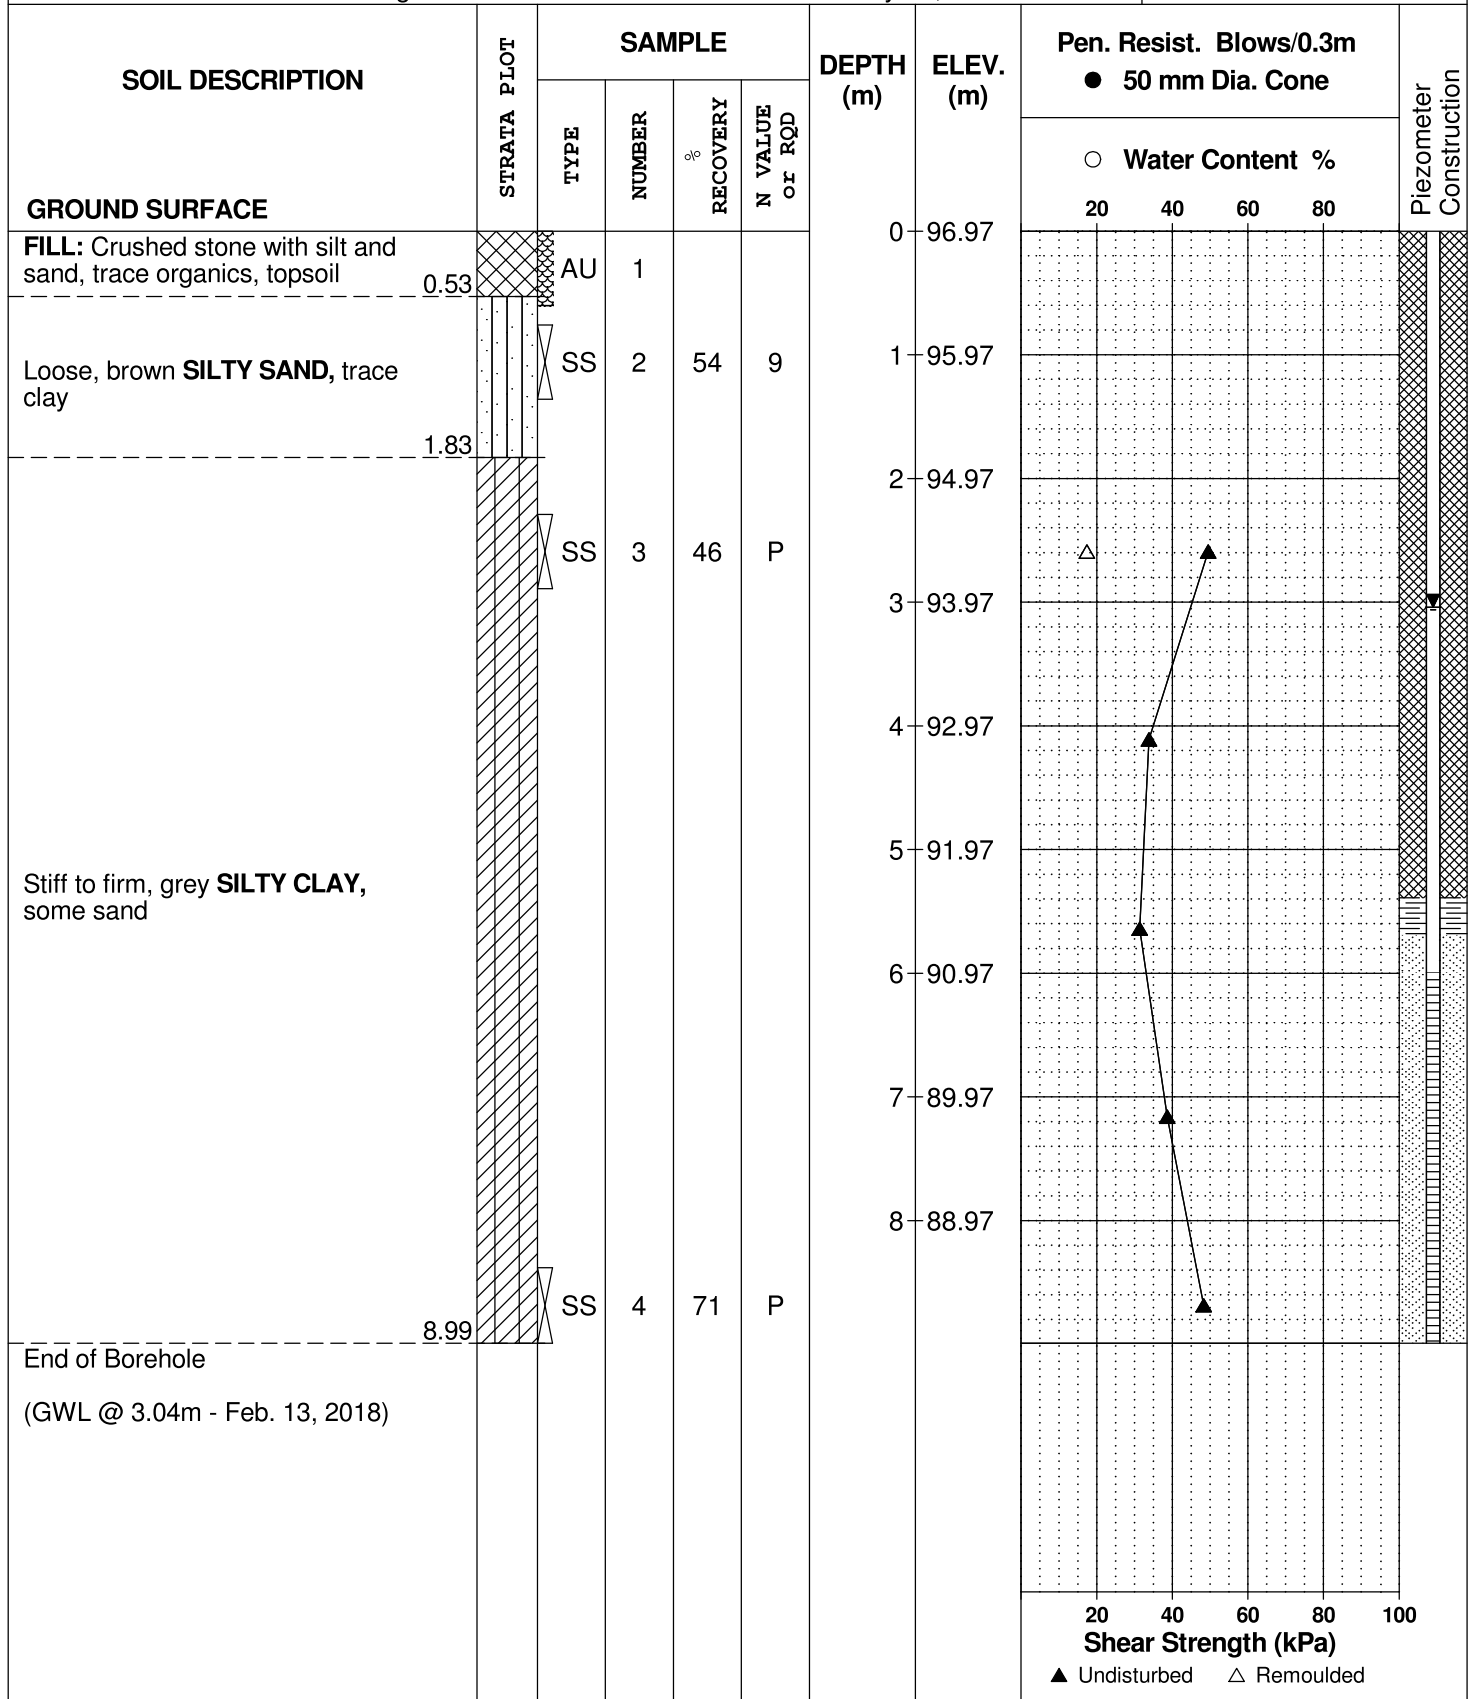 SOIL DESCRIPTION
STRATA PLOT
SAMPLE
TYPE
NUMBER
%
RECOVERY
N VALUE
or RQD
DEPTH
(m)
ELEV.
(m)
Pen. Resist. Blows/0.3m
● 50 mm Dia. Cone
○ Water Content %
20 40 60 80
Piezometer
Construction
GROUND SURFACE
0 96.97
FILL: Crushed stone with silt and
sand, trace organics, topsoil
0.53
AU 1
Loose, brown SILTY SAND, trace
clay
1.83
SS 2 54 9
1 95.97
2 94.97
SS 3 46 P
3 93.97
4 92.97
5 91.97
Stiff to firm, grey SILTY CLAY,
some sand
6 90.97
7 89.97
8 88.97
SS 4 71 P
8.99
End of Borehole
(GWL @ 3.04m - Feb. 13, 2018)
20 40 60 80 100
Shear Strength (kPa)
▲ Undisturbed △ Remoulded